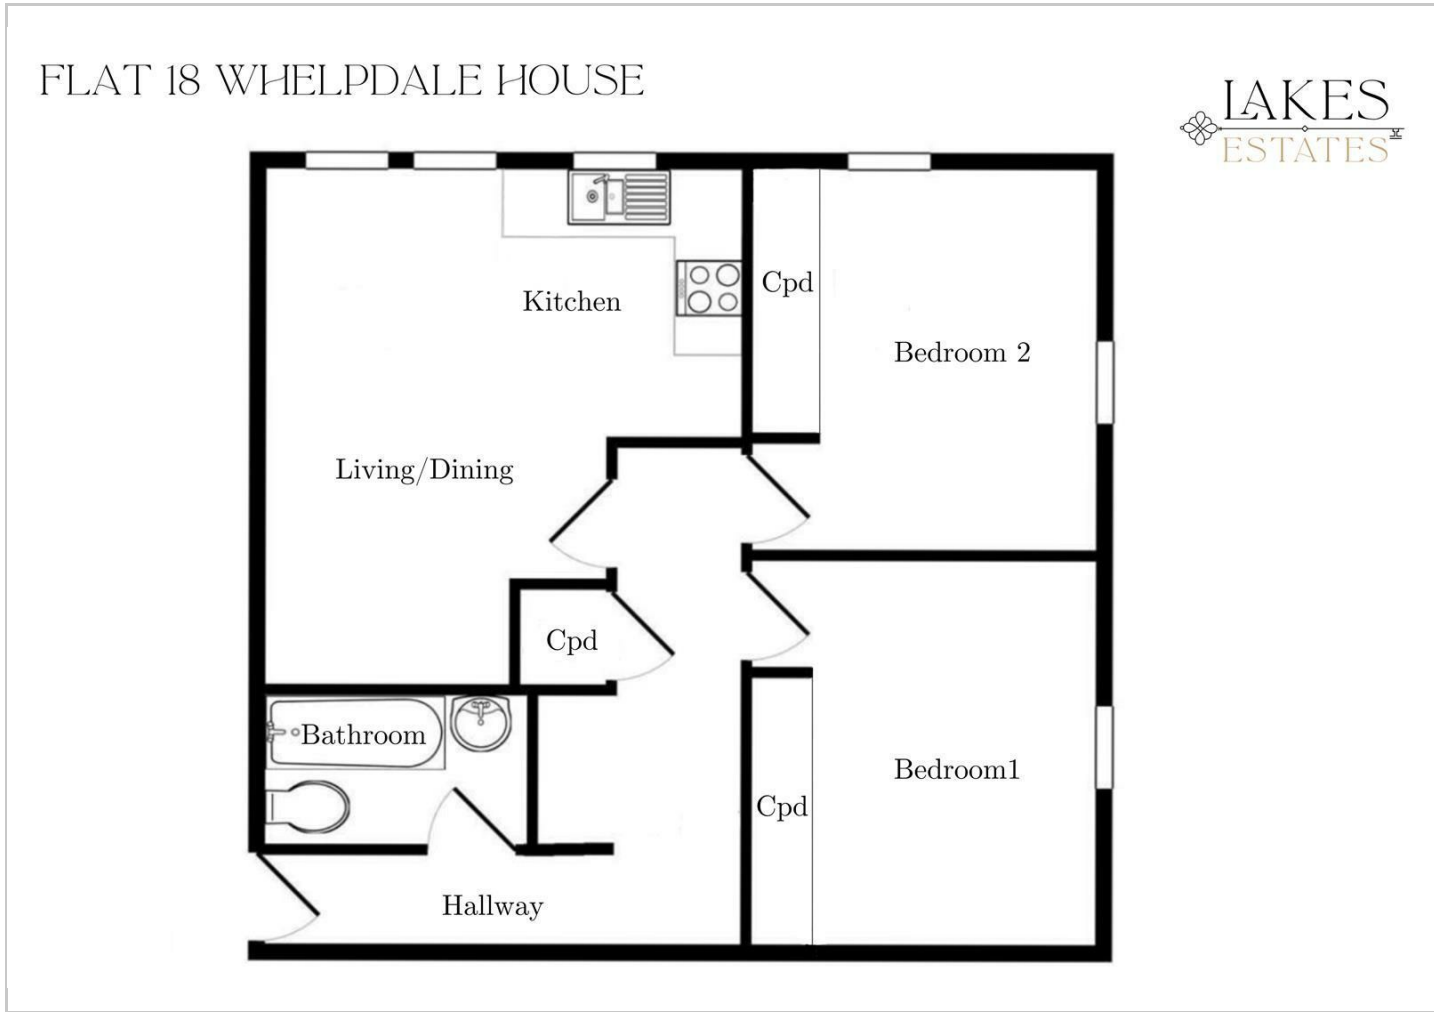 FLAT 18 WHELPDALE HOUSE
LAKES
ESTATES
Cpd
Kitchen
Bedroom 2
Living/Dining
Cpd
Bathroom
Bedroom1
Cpd
Hallway